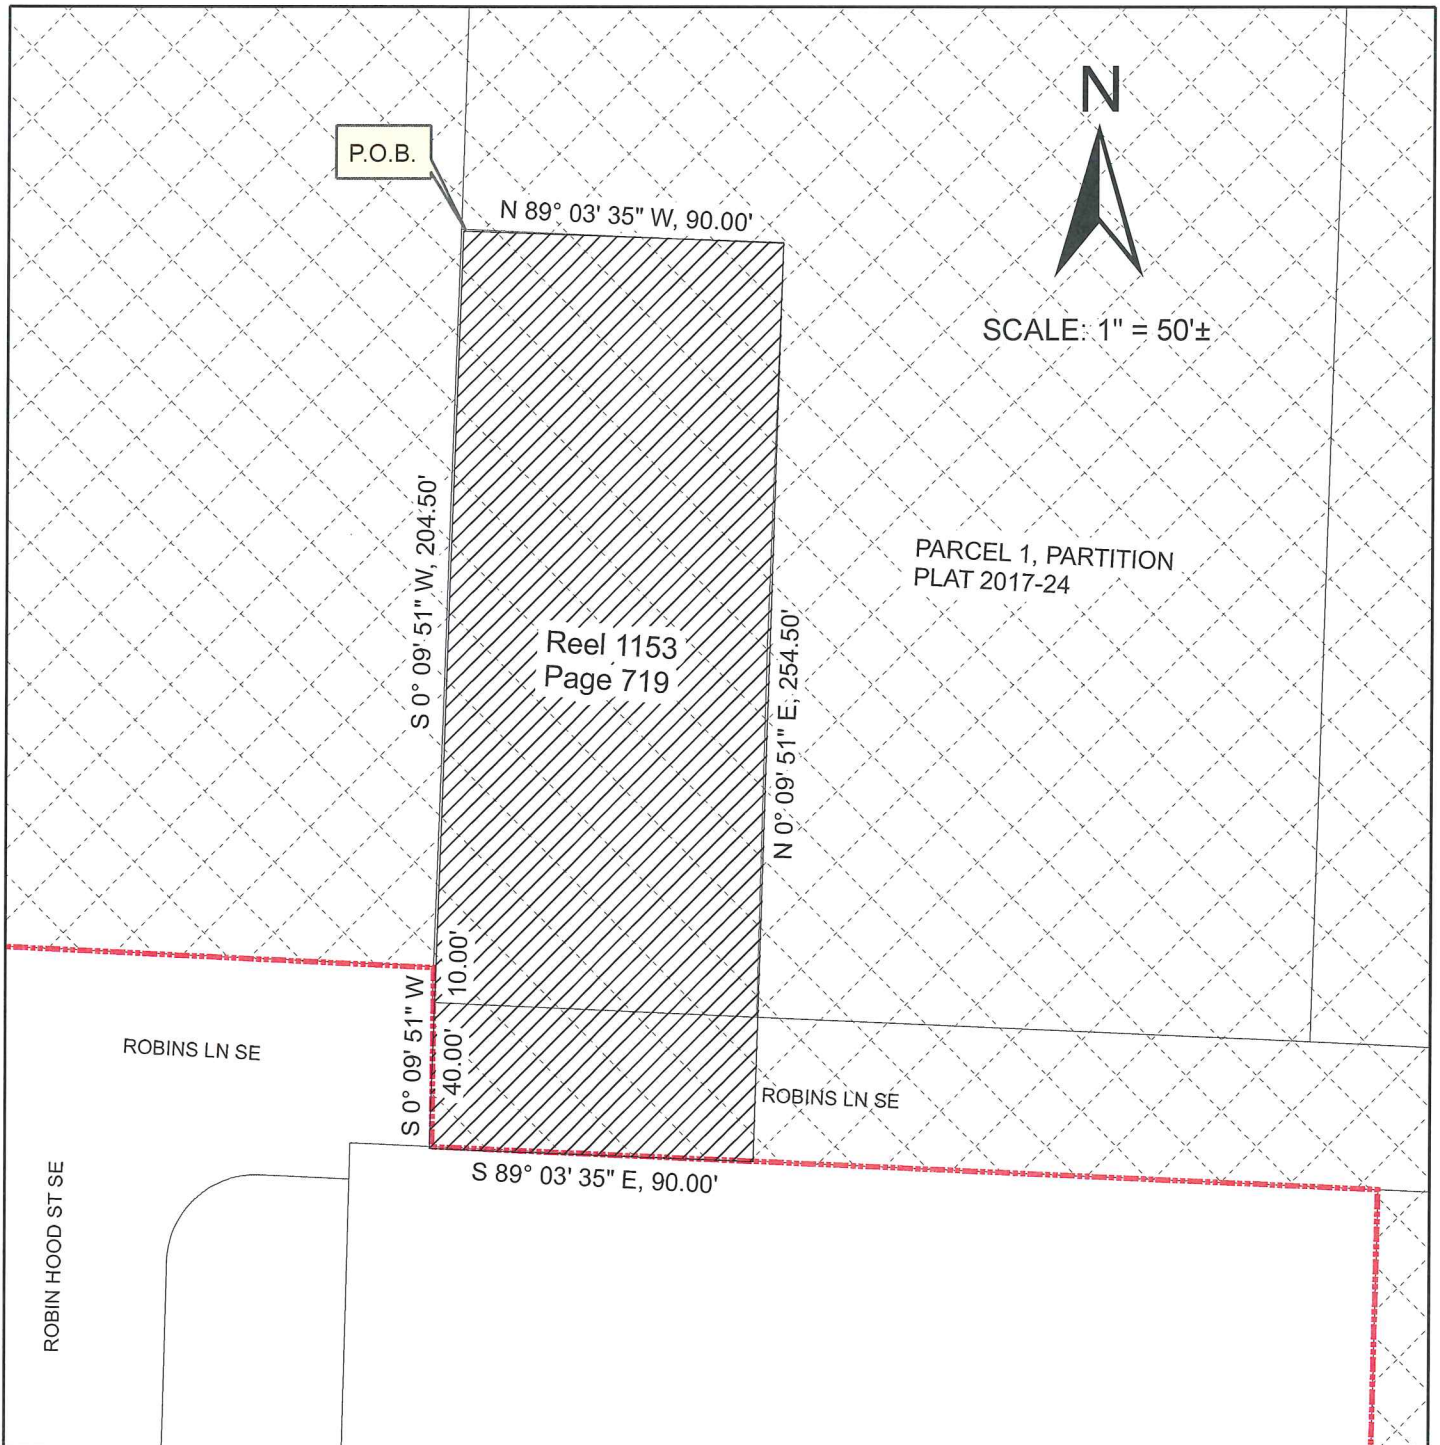 N
P.O.B.
N 89° 03' 35" W, 90.00'
SCALE: 1" = 50'±
S 0° 09' 51" W, 204.50'
PARCEL 1, PARTITION
PLAT 2017-24
Reel 1153
Page 719
N 0° 09' 51" E, 254.50'
10.00'
S 0° 09' 51" W
40.00'
ROBINS LN SE
ROBINS LN SE
S 89° 03' 35" E, 90.00'
ROBIN HOOD ST SE